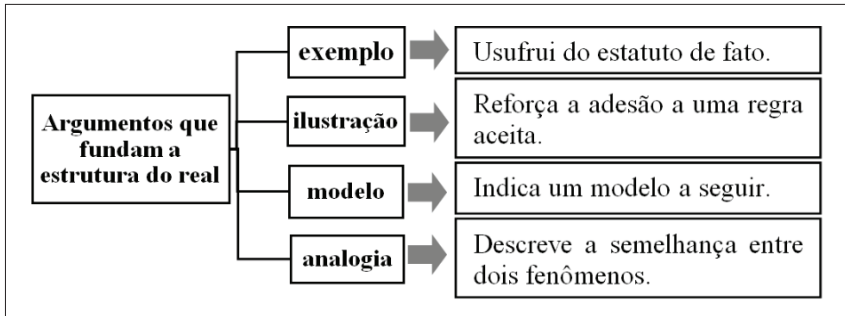 Argumentos que
fundam a
estrutura do real
exemplo
Usufrui do estatuto de fato.
ilustração
Reforça a adesão a uma regra
aceita.
modelo
Indica um modelo a seguir.
analogia
Descreve a semelhança entre
dois fenômenos.